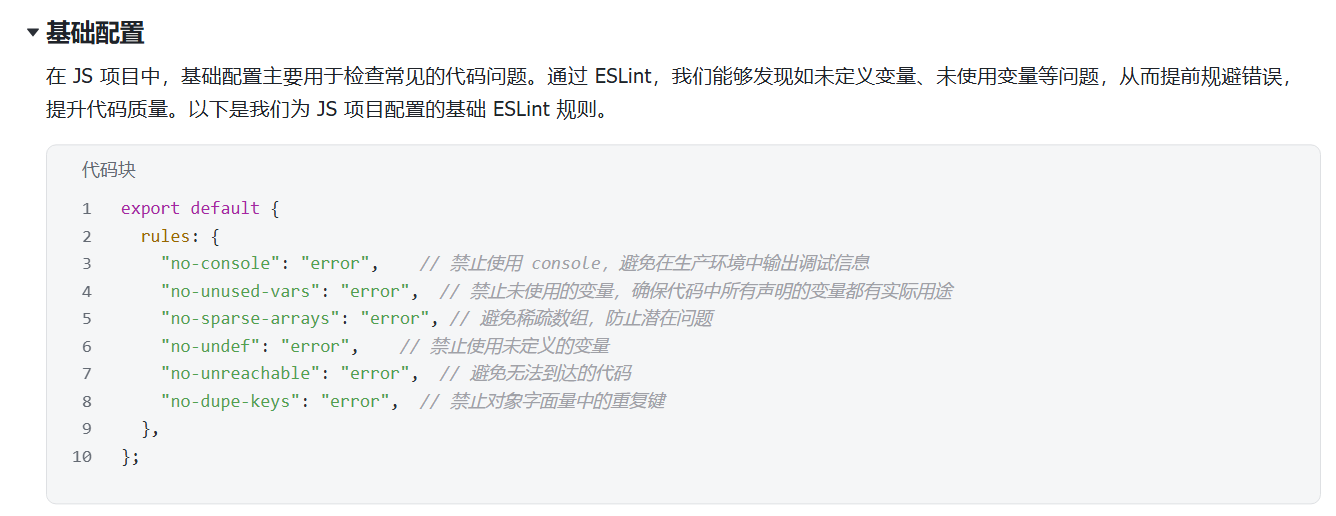 基础配置
在 JS 项目中，基础配置主要用于检查常见的代码问题。通过 ESLint，我们能够发现如未定义变量、未使用变量等问题，从而提前规避错误，
提升代码质量。以下是我们为 JS 项目配置的基础 ESLint 规则。
代码块
1 export default {
2   rules: {
3     "no-console": "error",    // 禁止使用 console，避免在生产环境中输出调试信息
4     "no-unused-vars": "error",  // 禁止未使用的变量，确保代码中所有声明的变量都有实际用途
5     "no-sparse-arrays": "error", // 避免稀疏数组，防止潜在问题
6     "no-undef": "error",    // 禁止使用未定义的变量
7     "no-unreachable": "error",  // 避免无法到达的代码
8     "no-dupe-keys": "error",  // 禁止对象字面量中的重复键
9   },
10 };